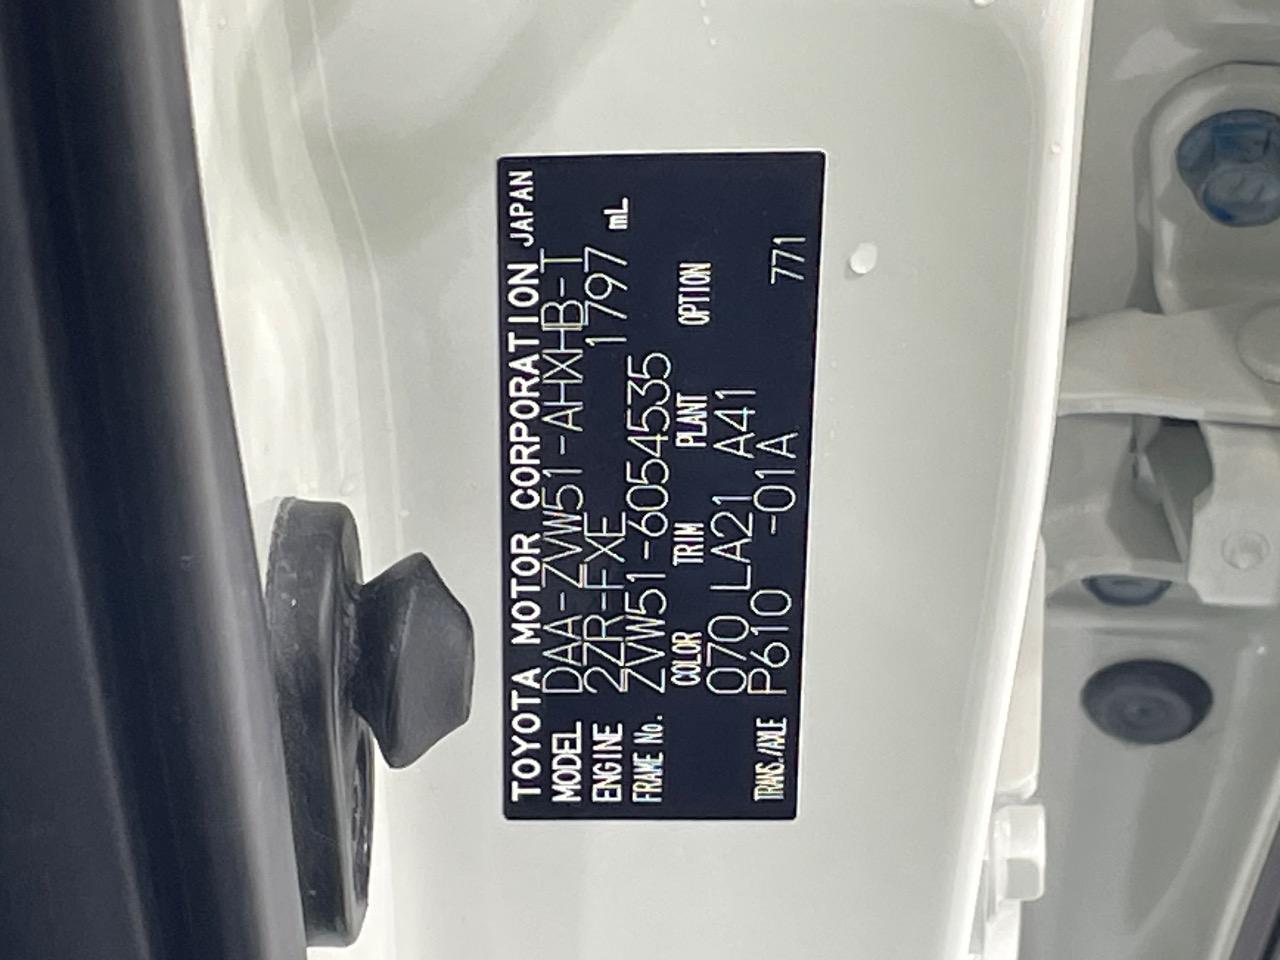 TOYOTA MOTOR CORPORATION JAPAN
MODEL DAA-ZVW51-AHXHB-T
ENGINE 2ZR-FXE 1797 mL
FRAME No. ZVW51-6054535
COLOR TRIM PLANT OPTION
070 LA21 A41
TRANS./AXLE P610 -01A 771